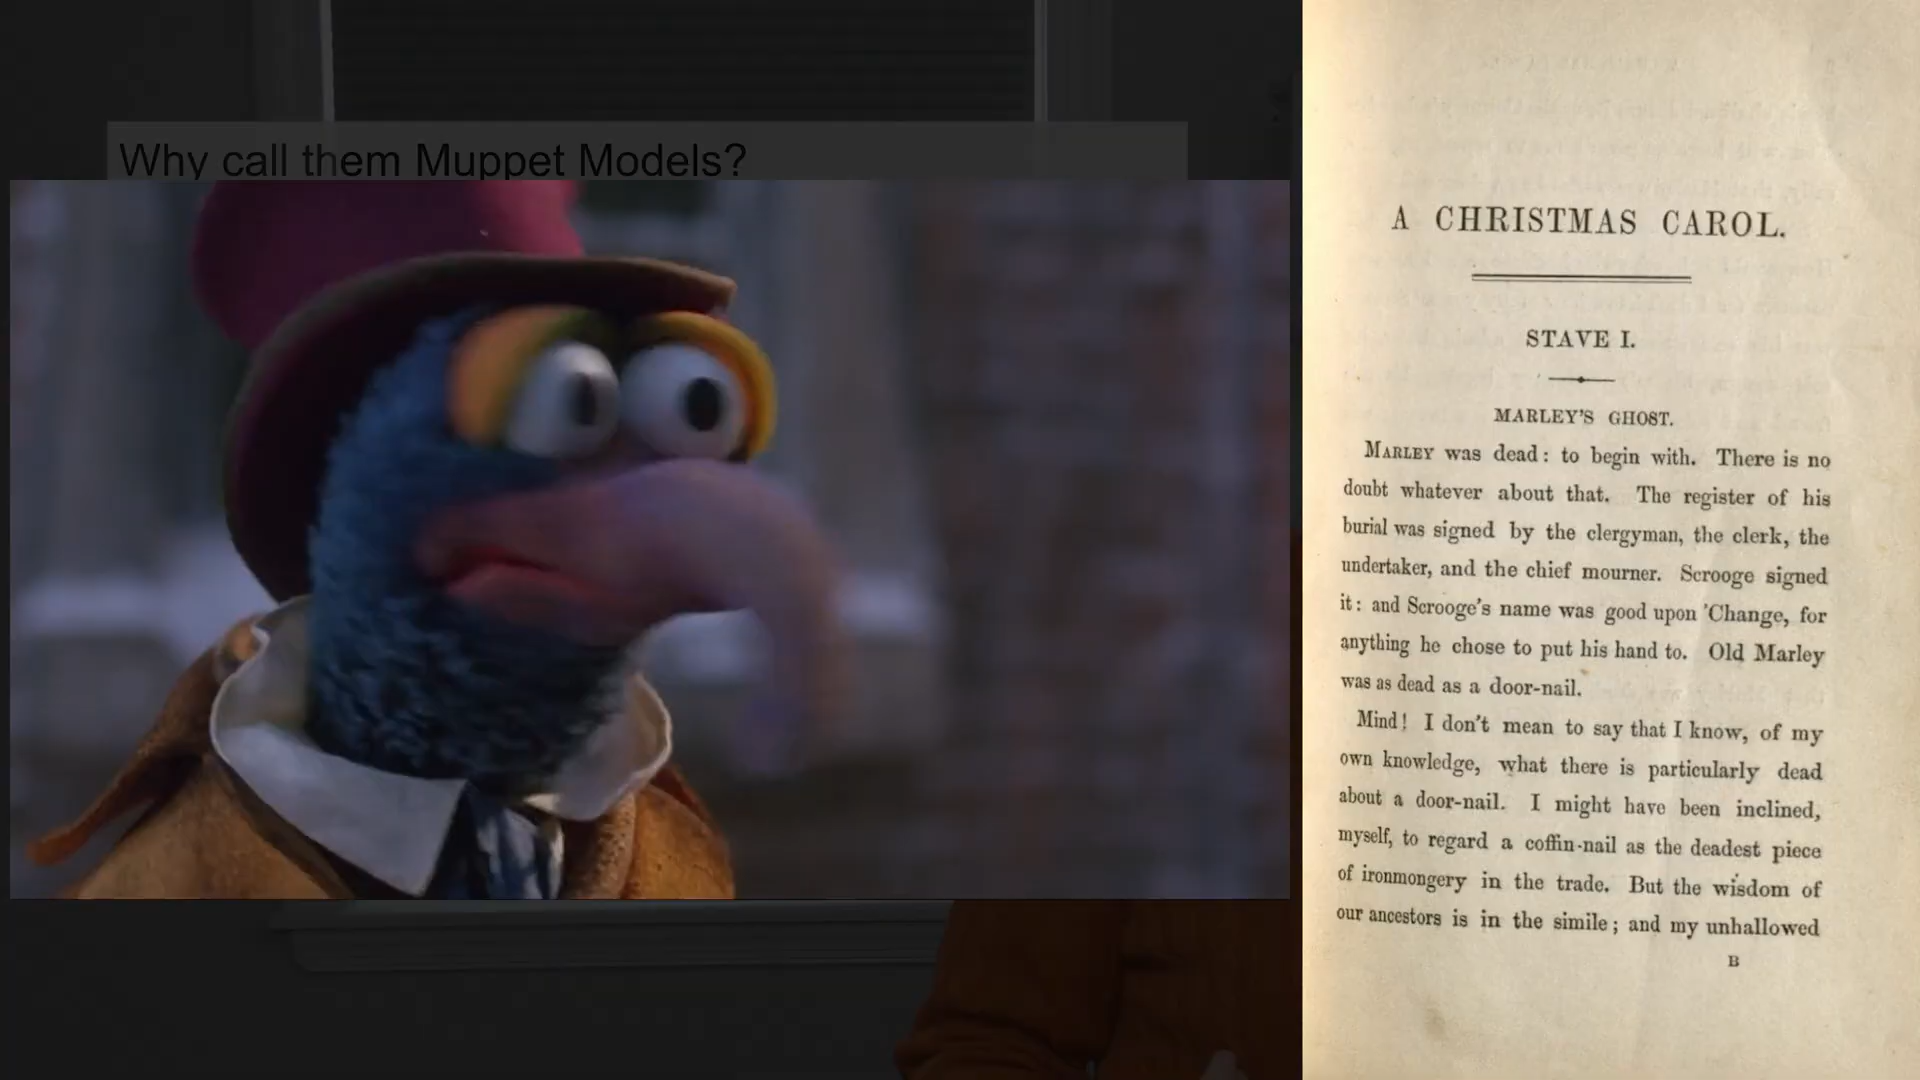 Why call them Muppet Models?
A CHRISTMAS CAROL.
STAVE I.
MARLEY'S GHOST.
MARLEY was dead: to begin with. There is no
doubt whatever about that. The register of his
burial was signed by the clergyman, the clerk, the
undertaker, and the chief mourner. Scrooge signed
it: and Scrooge's name was good upon 'Change, for
anything he chose to put his hand to. Old Marley
was as dead as a door-nail.
Mind! I don't mean to say that I know, of my
own knowledge, what there is particularly dead
about a door-nail. I might have been inclined,
myself, to regard a coffin-nail as the deadest piece
of ironmongery in the trade. But the wisdom of
our ancestors is in the simile; and my unhallowed
B